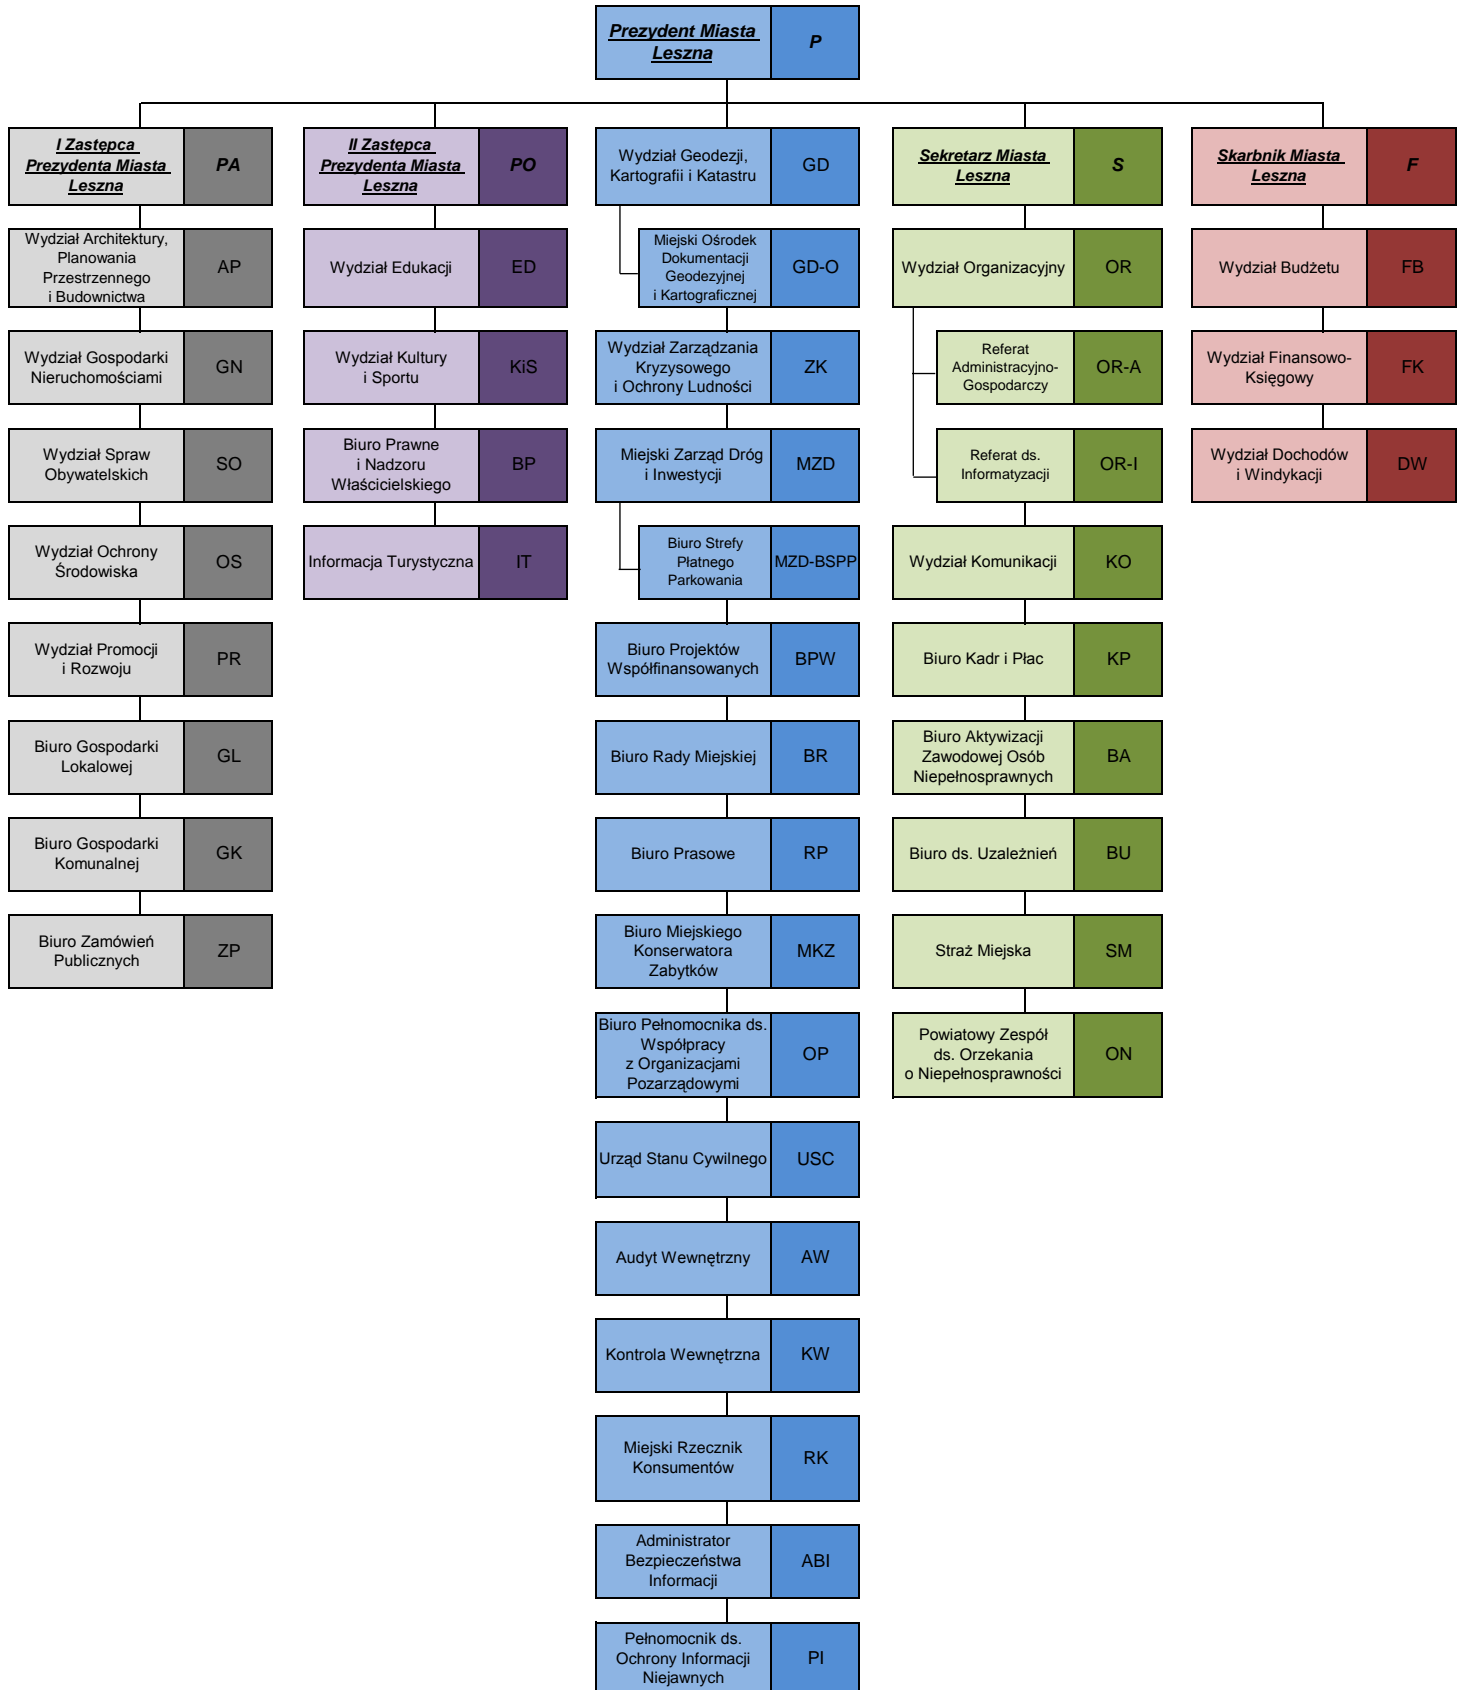 Prezydent Miasta
Leszna
P
I Zastępca
Prezydenta Miasta
Leszna
PA
Wydział Architektury,
Planowania
Przestrzennego
i Budownictwa
AP
Wydział Gospodarki
Nieruchomościami
GN
Wydział Spraw
Obywatelskich
SO
Wydział Ochrony
Środowiska
OS
Wydział Promocji
i Rozwoju
PR
Biuro Gospodarki
Lokalowej
GL
Biuro Gospodarki
Komunalnej
GK
Biuro Zamówień
Publicznych
ZP
II Zastępca
Prezydenta Miasta
Leszna
PO
Wydział Edukacji
ED
Wydział Kultury
i Sportu
KiS
Biuro Prawne
i Nadzoru
Właścicielskiego
BP
Informacja Turystyczna
IT
Wydział Geodezji,
Kartografii i Katastru
GD
Miejski Ośrodek
Dokumentacji
Geodezyjnej
i Kartograficznej
GD-O
Wydział Zarządzania
Kryzysowego
i Ochrony Ludności
ZK
Miejski Zarząd Dróg
i Inwestycji
MZD
Biuro Strefy
Płatnego
Parkowania
MZD-BSPP
Biuro Projektów
Współfinansowanych
BPW
Biuro Rady Miejskiej
BR
Biuro Prasowe
RP
Biuro Miejskiego
Konserwatora
Zabytków
MKZ
Biuro Pełnomocnika ds.
Współpracy
z Organizacjami
Pozarządowymi
OP
Urząd Stanu Cywilnego
USC
Audyt Wewnętrzny
AW
Kontrola Wewnętrzna
KW
Miejski Rzecznik
Konsumentów
RK
Administrator
Bezpieczeństwa
Informacji
ABI
Pełnomocnik ds.
Ochrony Informacji
Niejawnych
PI
Sekretarz Miasta
Leszna
S
Wydział Organizacyjny
OR
Referat
Administracyjno-
Gospodarczy
OR-A
Referat ds.
Informatyzacji
OR-I
Wydział Komunikacji
KO
Biuro Kadr i Płac
KP
Biuro Aktywizacji
Zawodowej Osób
Niepełnosprawnych
BA
Biuro ds. Uzależnień
BU
Straż Miejska
SM
Powiatowy Zespół
ds. Orzekania
o Niepełnosprawności
ON
Skarbnik Miasta
Leszna
F
Wydział Budżetu
FB
Wydział Finansowo-
Księgowy
FK
Wydział Dochodów
i Windykacji
DW